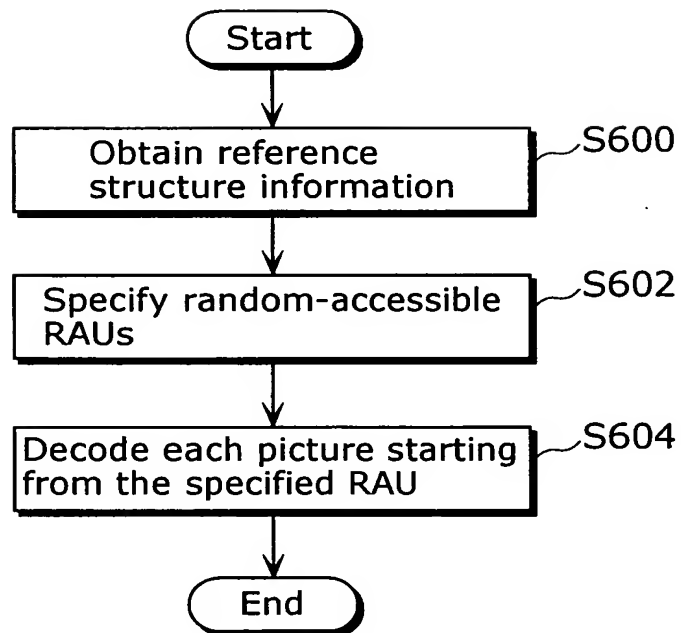 Start
Obtain reference
structure information
S600
Specify random-accessible
RAUs
S602
Decode each picture starting
from the specified RAU
S604
End